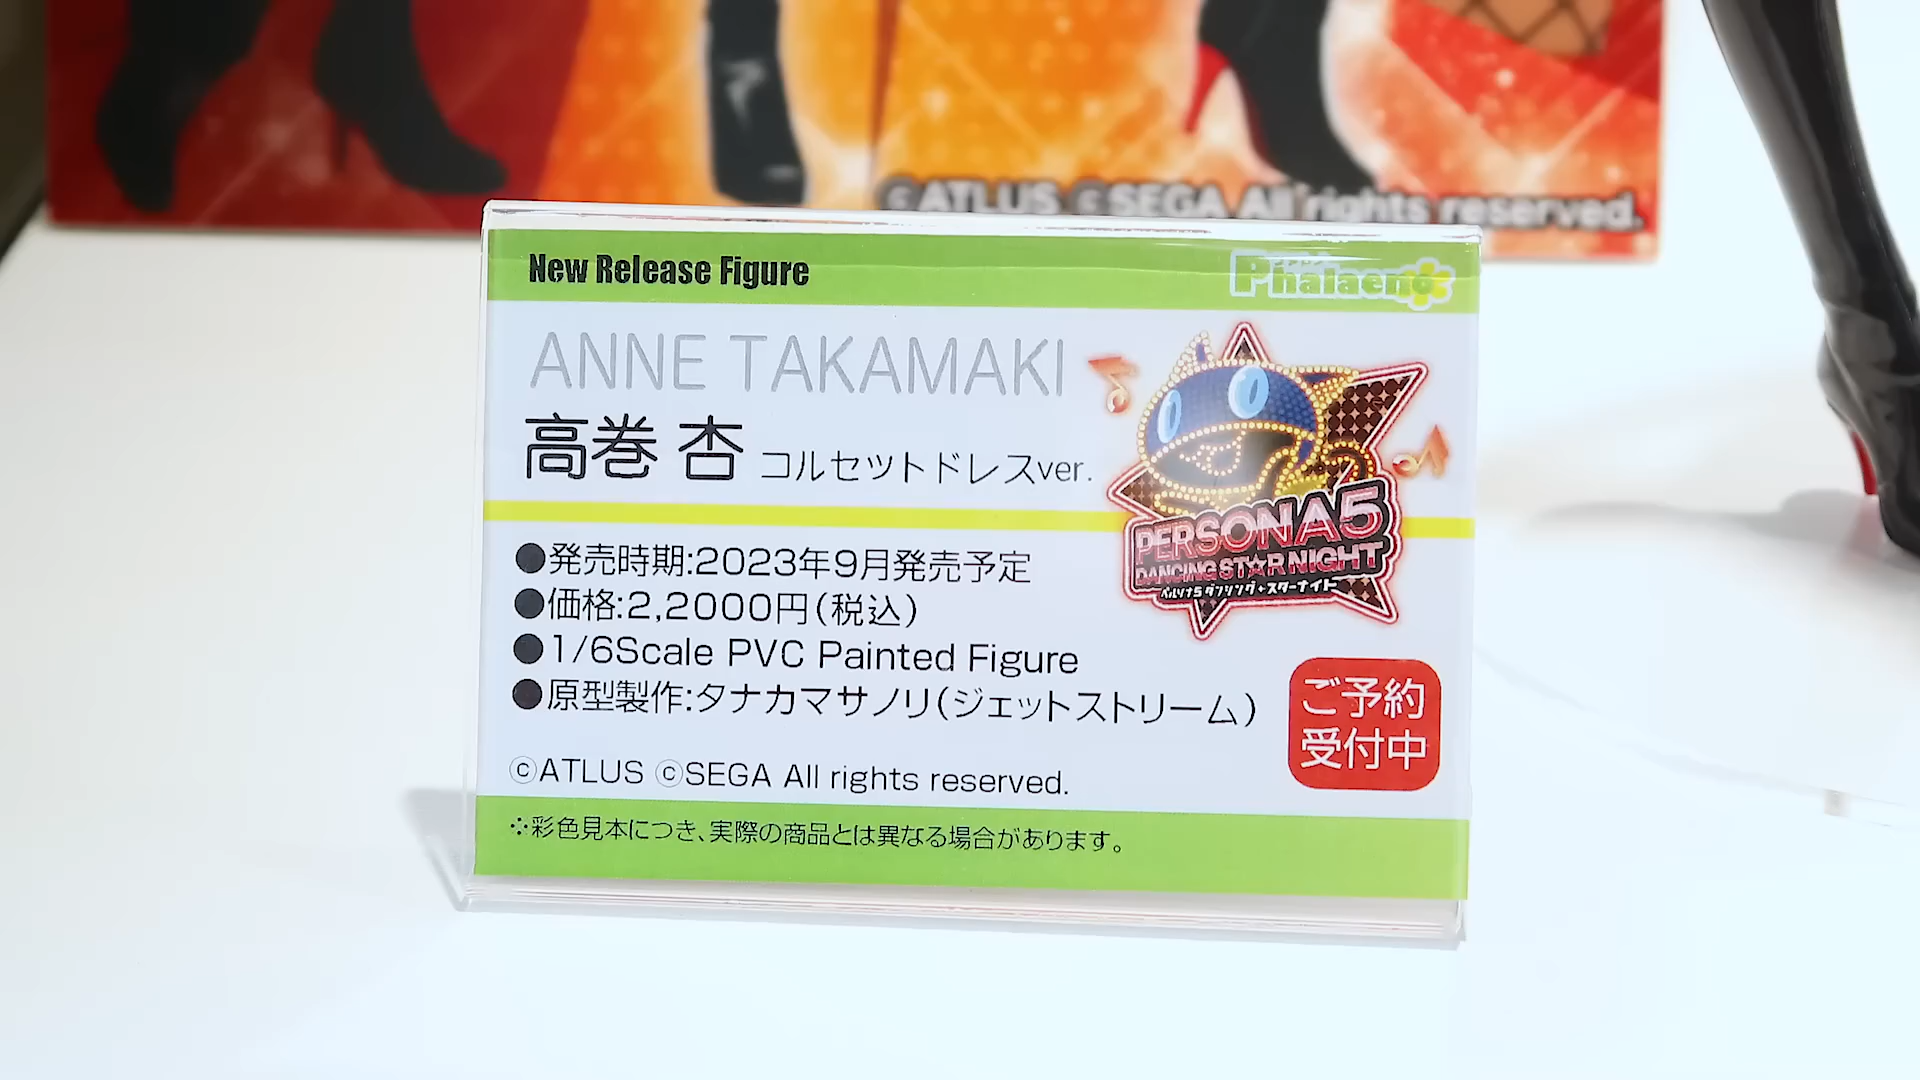 ©ATLUS ©SEGA All rights reserved.
New Release Figure
Phalaeno
ANNE TAKAMAKI
高巻 杏 コルセットドレスver.
PERSONA5
DANCING ST☆R NIGHT
ペルソナ5 ダンシング・スターナイト
●発売時期:2023年9月発売予定
●価格:2,2000円(税込)
●1/6Scale PVC Painted Figure
●原型製作:タナカマサノリ(ジェットストリーム)
ご予約
受付中
©ATLUS ©SEGA All rights reserved.
※彩色見本につき、実際の商品とは異なる場合があります。